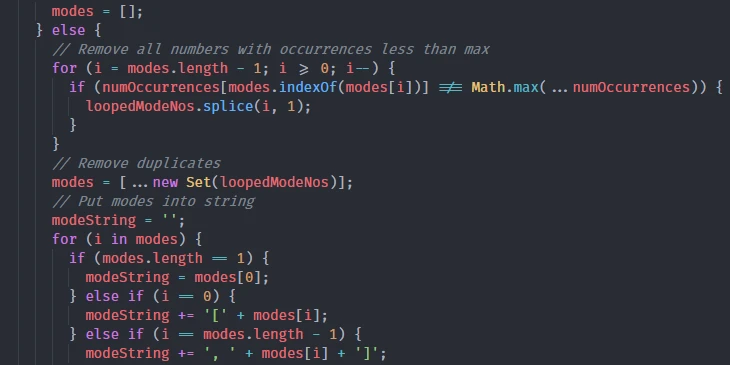 modes = [];
} else {
// Remove all numbers with occurrences less than max
for (i = modes.length - 1; i >= 0; i--) {
if (numOccurrences[modes.indexOf(modes[i])] !== Math.max(...numOccurrences)) {
loopedModeNos.splice(i, 1);
}
}
// Remove duplicates
modes = [...new Set(loopedModeNos)];
// Put modes into string
modeString = '';
for (i in modes) {
if (modes.length == 1) {
modeString = modes[0];
} else if (i == 0) {
modeString += '[' + modes[i];
} else if (i == modes.length - 1) {
modeString += ', ' + modes[i] + ']';